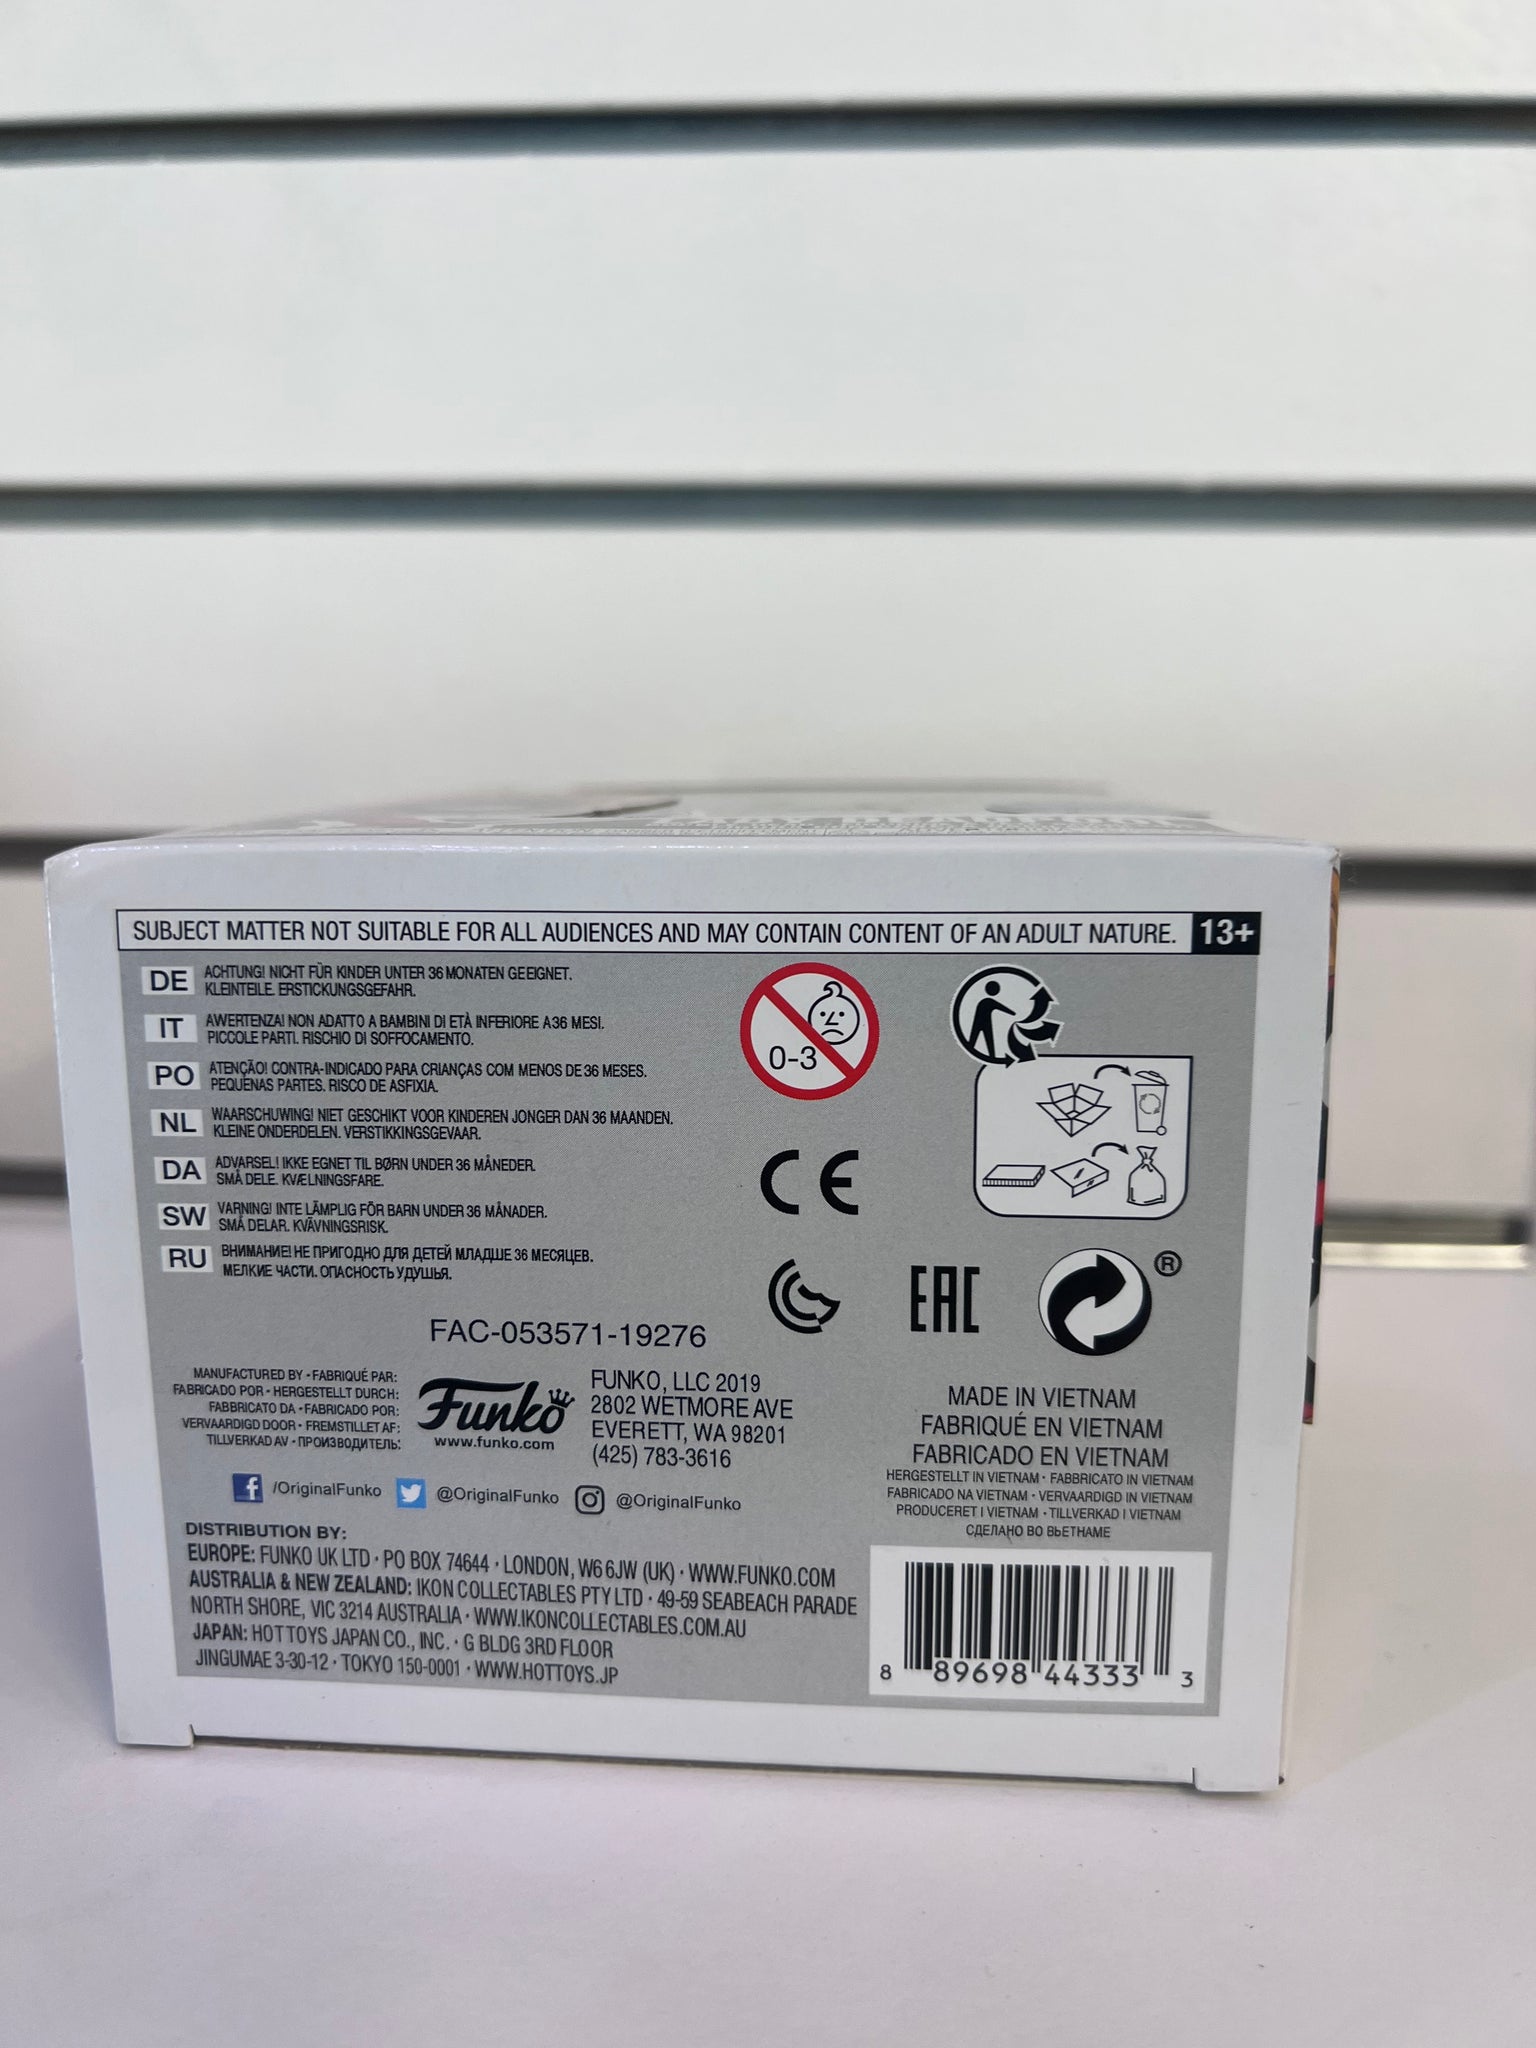 SUBJECT MATTER NOT SUITABLE FOR ALL AUDIENCES AND MAY CONTAIN CONTENT OF AN ADULT NATURE. 13+
DE ACHTUNG! NICHT FÜR KINDER UNTER 36 MONATEN GEEIGNET.
KLEINTEILE. ERSTICKUNGSGEFAHR.
IT AWERTENZA! NON ADATTO A BAMBINI DI ETÀ INFERIORE A 36 MESI.
PICCOLE PARTI. RISCHIO DI SOFFOCAMENTO.
PO ATENÇÃO! CONTRA-INDICADO PARA CRIANÇAS COM MENOS DE 36 MESES.
PEQUENAS PARTES. RISCO DE ASFIXIA.
NL WAARSCHUWING! NIET GESCHIKT VOOR KINDEREN JONGER DAN 36 MAANDEN.
KLEINE ONDERDELEN. VERSTIKKINGSGEVAAR.
DA ADVARSEL! IKKE EGNET TIL BØRN UNDER 36 MÅNEDER.
SMÅ DELE. KVÆLNINGSFARE.
SW VARNING! INTE LÄMPLIG FÖR BARN UNDER 36 MÅNADER.
SMÅ DELAR. KVÄVNINGSRISK.
RU ВНИМАНИЕ! НЕ ПРИГОДНО ДЛЯ ДЕТЕЙ МЛАДШЕ 36 МЕСЯЦЕВ.
МЕЛКИЕ ЧАСТИ. ОПАСНОСТЬ УДУШЬЯ.
0-3
CE
EAC
®
FAC-053571-19276
MANUFACTURED BY • FABRIQUÉ PAR:
FABRICADO POR • HERGESTELLT DURCH:
FABBRICATO DA • FABRICADO POR:
VERVAARDIGD DOOR • FREMSTILLET AF:
TILLVERKAD AV • ПРОИЗВОДИТЕЛЬ:
Funko
www.funko.com
FUNKO, LLC 2019
2802 WETMORE AVE
EVERETT, WA 98201
(425) 783-3616
MADE IN VIETNAM
FABRIQUÉ EN VIETNAM
FABRICADO EN VIETNAM
HERGESTELLT IN VIETNAM • FABBRICATO IN VIETNAM
FABRICADO NA VIETNAM • VERVAARDIGD IN VIETNAM
PRODUCERET I VIETNAM • TILLVERKAD I VIETNAM
СДЕЛАНО ВО ВЬЕТНАМЕ
/OriginalFunko @OriginalFunko @OriginalFunko
DISTRIBUTION BY:
EUROPE: FUNKO UK LTD • PO BOX 74644 • LONDON, W6 6JW (UK) • WWW.FUNKO.COM
AUSTRALIA & NEW ZEALAND: IKON COLLECTABLES PTY LTD • 49-59 SEABEACH PARADE
NORTH SHORE, VIC 3214 AUSTRALIA • WWW.IKONCOLLECTABLES.COM.AU
JAPAN: HOT TOYS JAPAN CO., INC. • G BLDG 3RD FLOOR
JINGUMAE 3-30-12 • TOKYO 150-0001 • WWW.HOTTOYS.JP
8 89698 44333 3